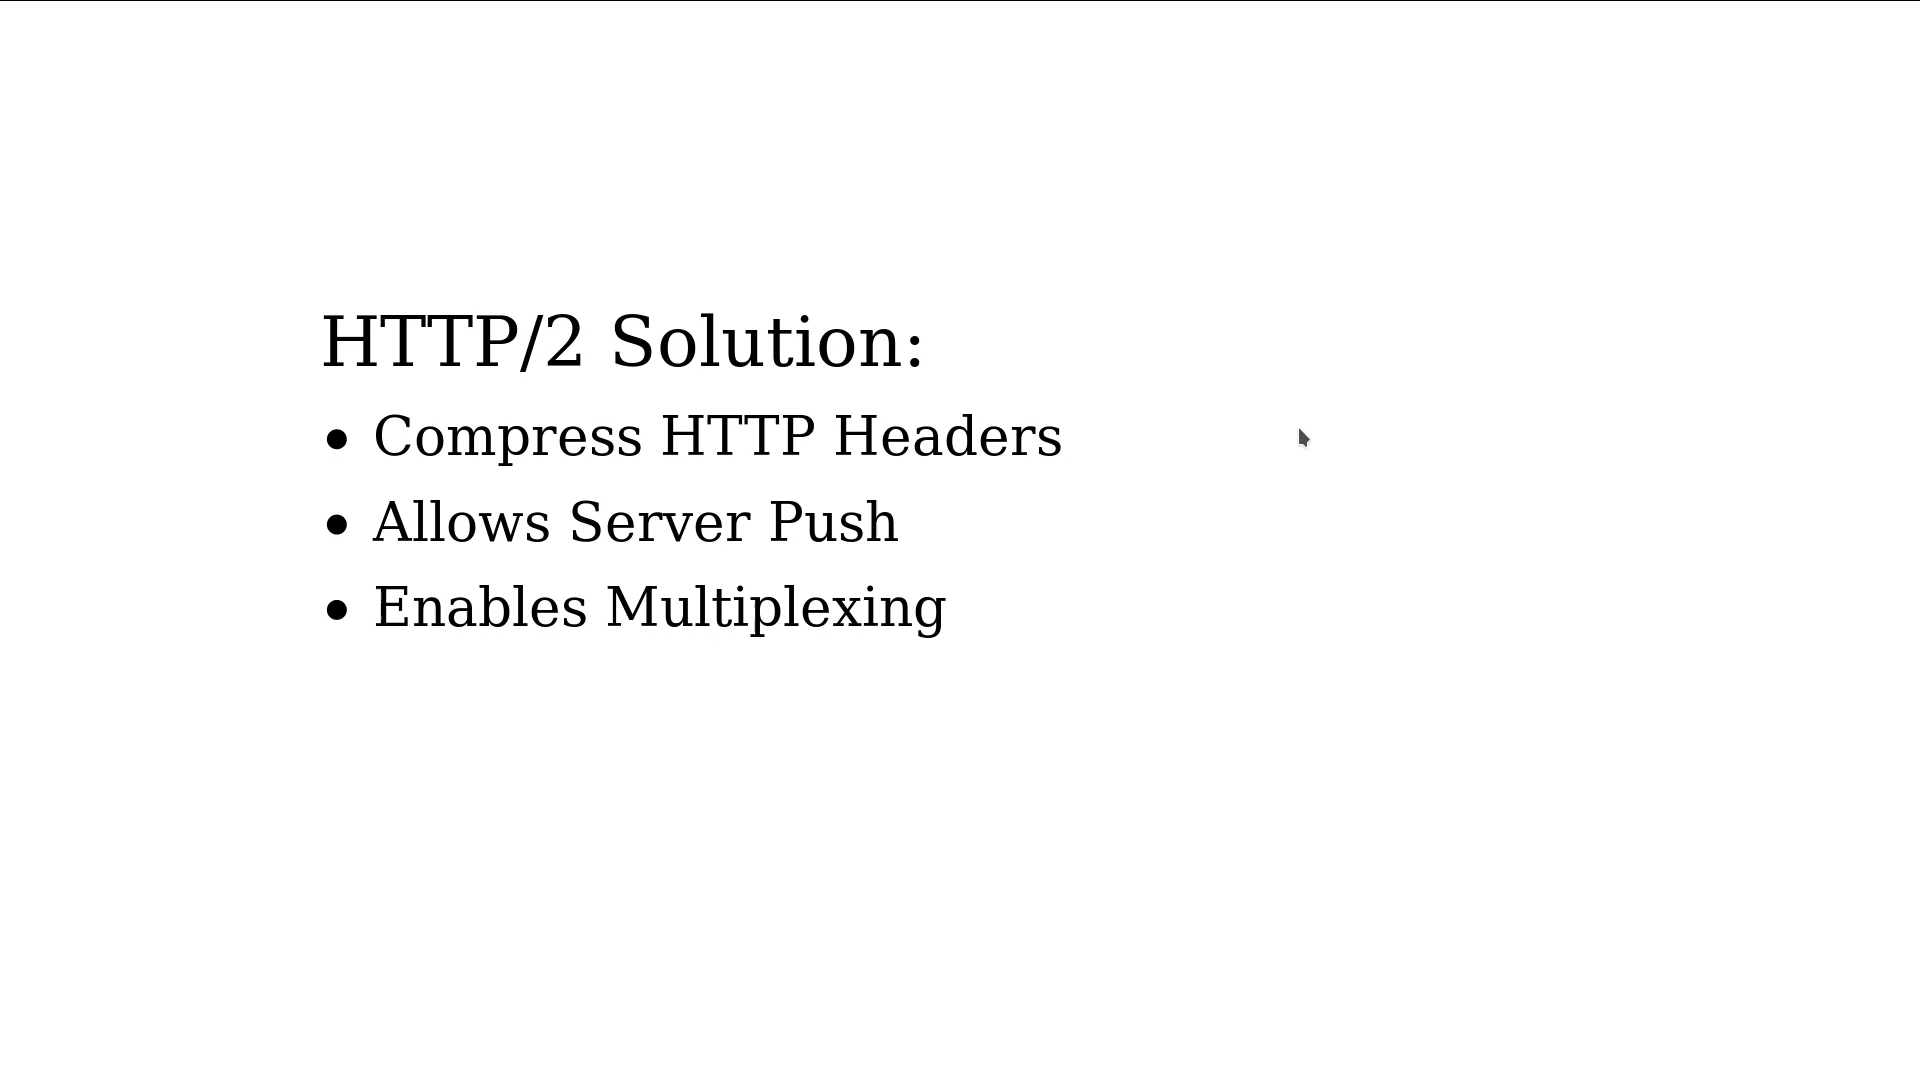 HTTP/2 Solution:
• Compress HTTP Headers
• Allows Server Push
• Enables Multiplexing